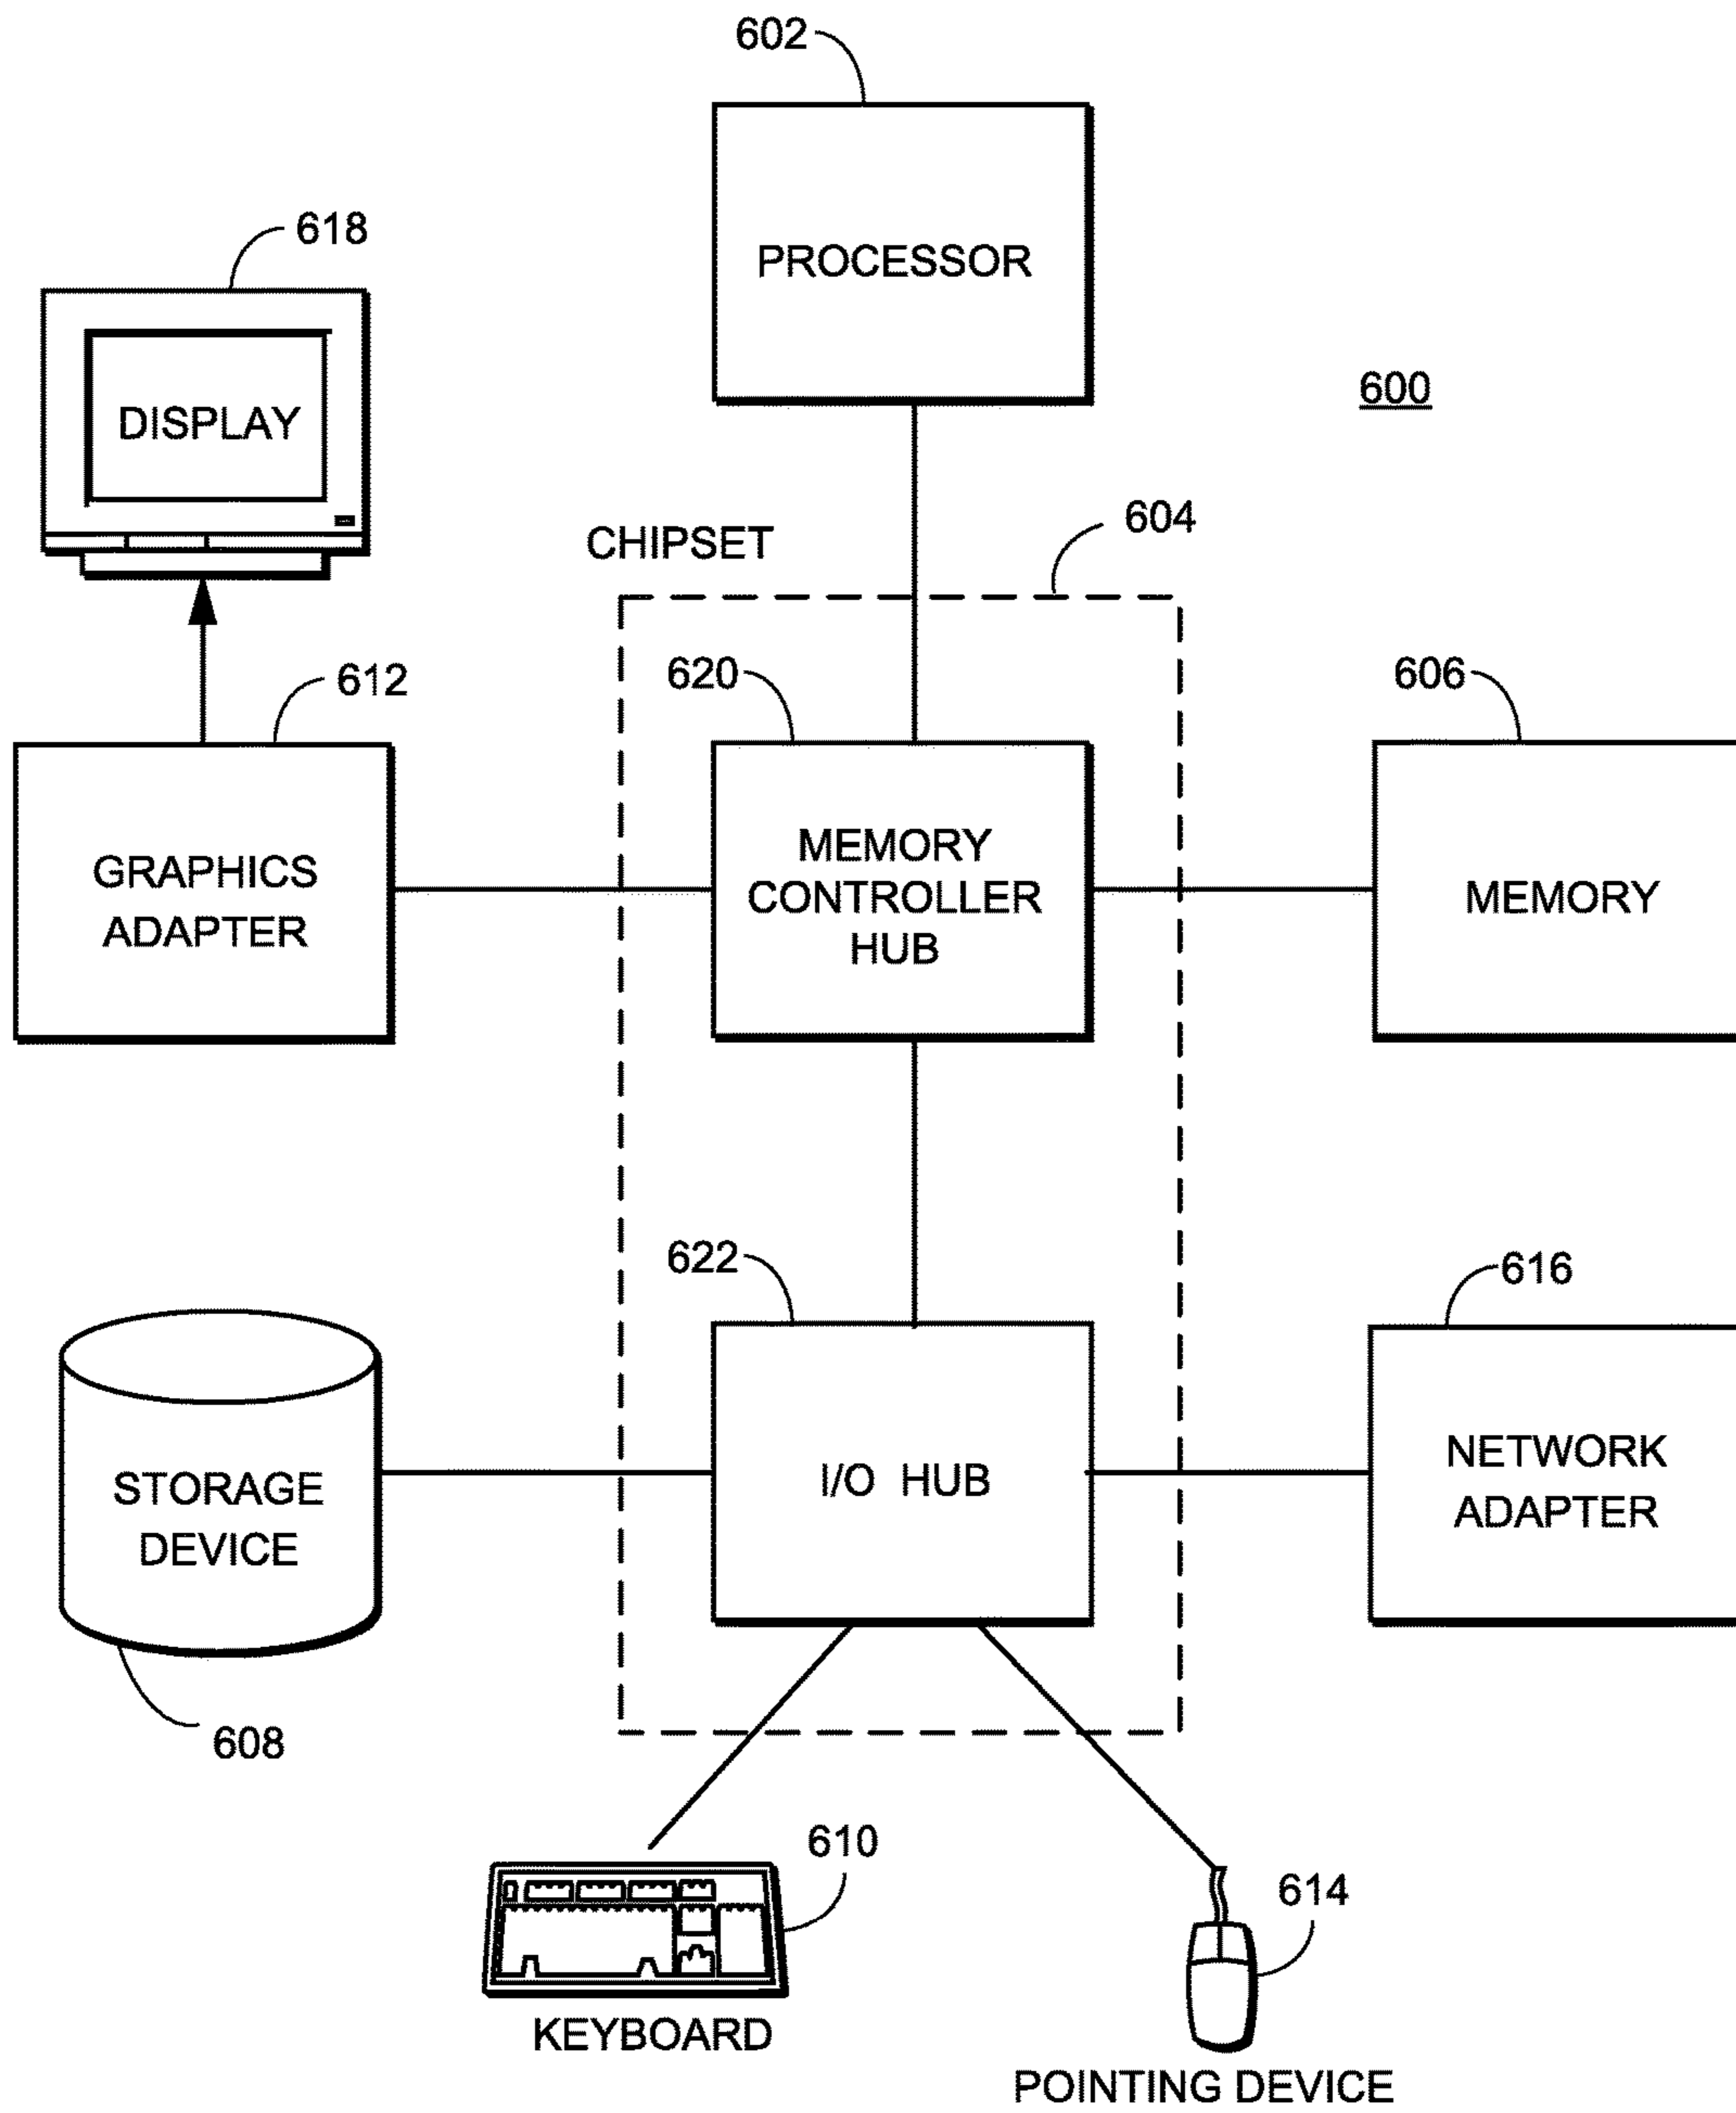 602
PROCESSOR
618
DISPLAY
600
CHIPSET
604
612
620
606
GRAPHICS
ADAPTER
MEMORY
CONTROLLER
HUB
MEMORY
622
616
STORAGE
DEVICE
I/O HUB
NETWORK
ADAPTER
608
610
KEYBOARD
614
POINTING DEVICE